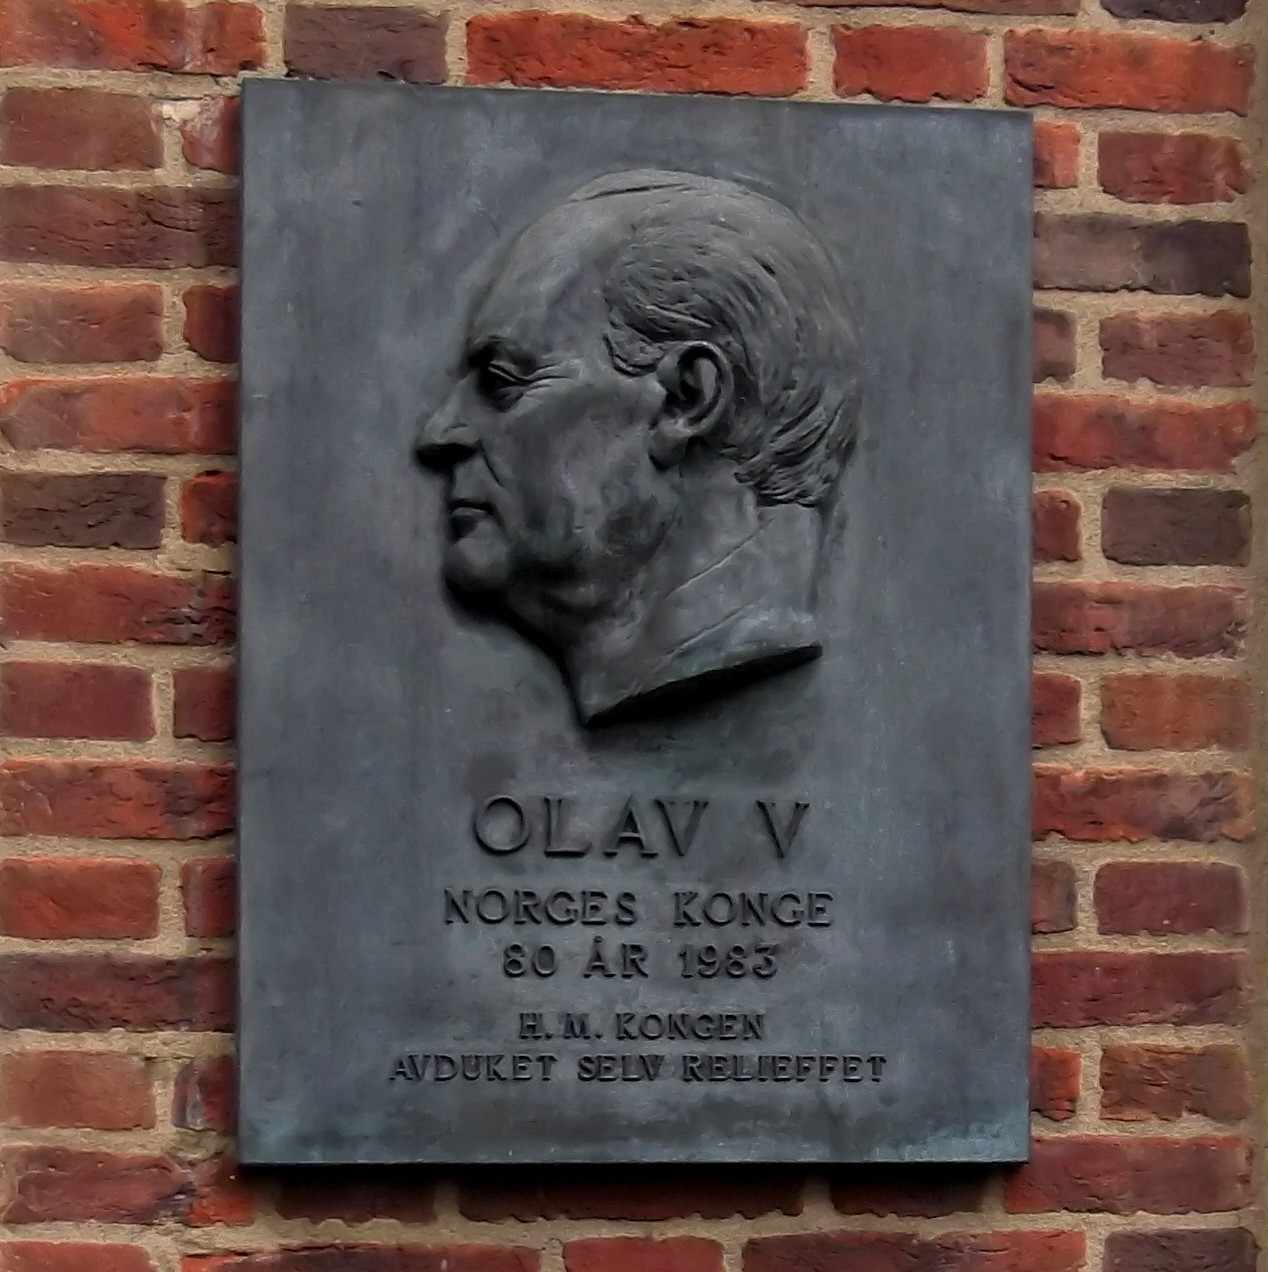 OLAV V
NORGES KONGE
80 ÅR 1983
H.M. KONGEN
AVDUKET SELV RELIEFFET